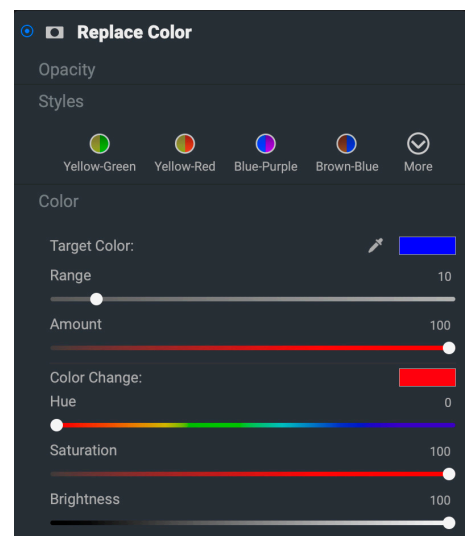 Replace Color
Opacity
Styles
Yellow-Green Yellow-Red Blue-Purple Brown-Blue More
Color
Target Color:
Range 10
Amount 100
Color Change:
Hue 0
Saturation 100
Brightness 100